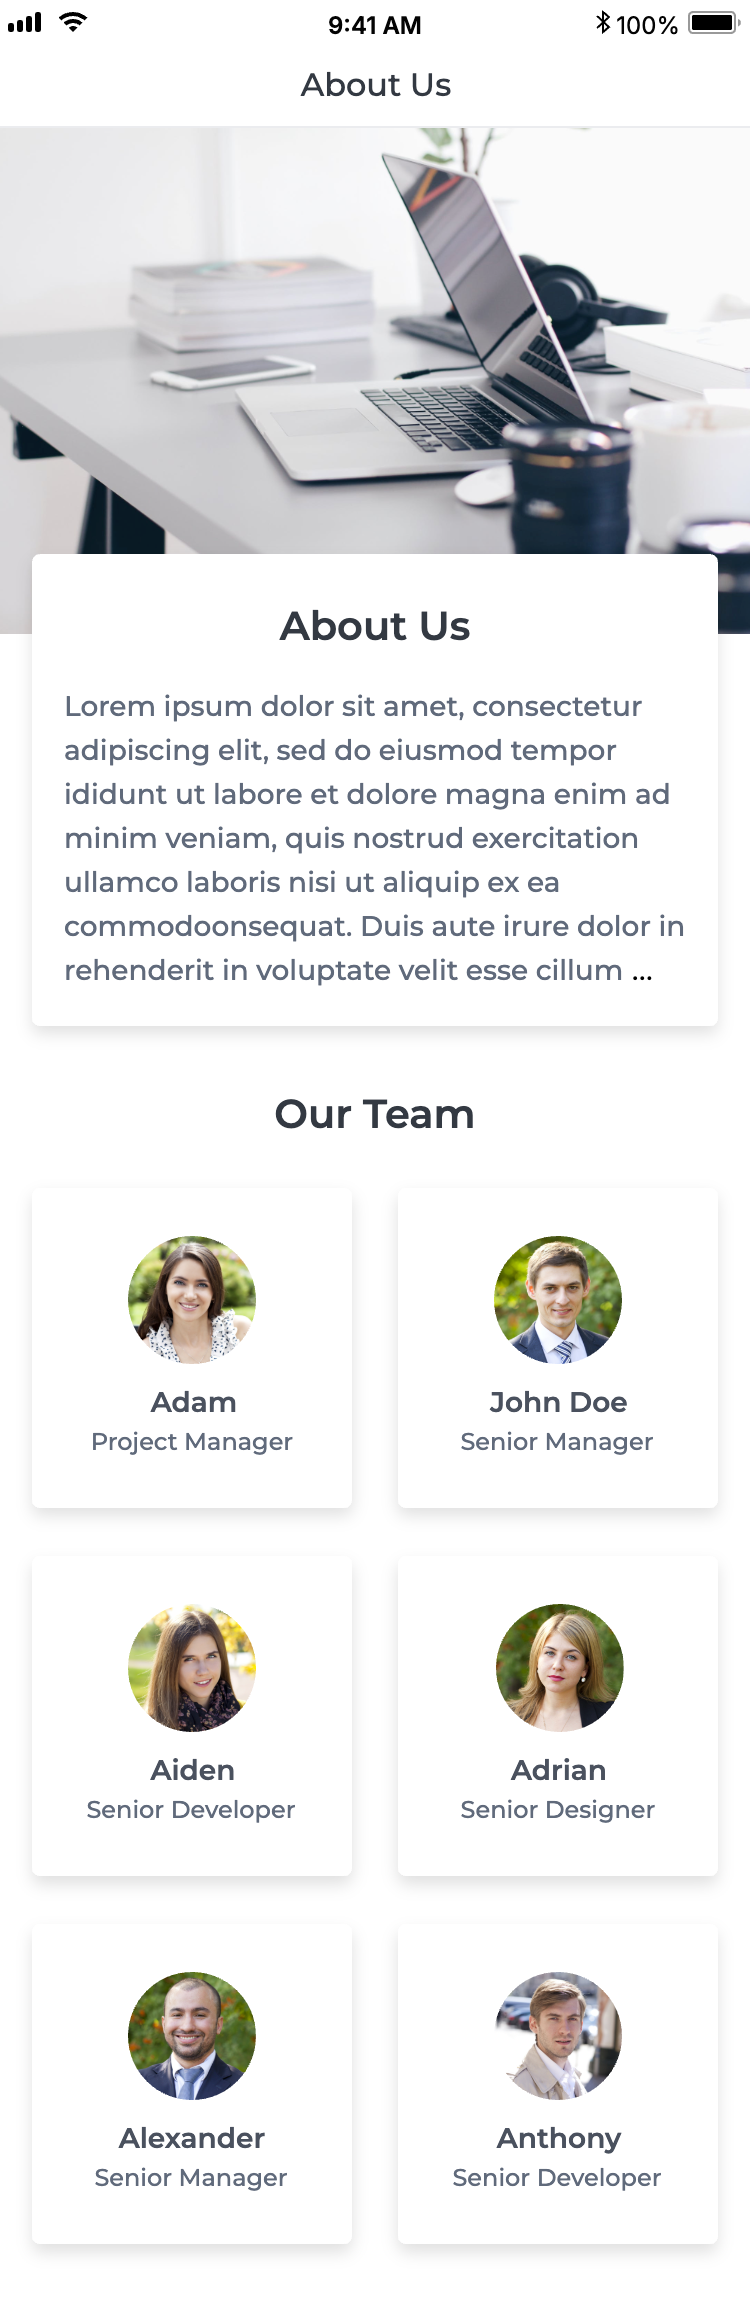 9:41 AM
100%
About Us
About Us
Lorem ipsum dolor sit amet, consectetur
adipiscing elit, sed do eiusmod tempor
ididunt ut labore et dolore magna enim ad
minim veniam, quis nostrud exercitation
ullamco laboris nisi ut aliquip ex ea
commodoonsequat. Duis aute irure dolor in
rehenderit in voluptate velit esse cillum ...
Our Team
Adam
Project Manager
John Doe
Senior Manager
Aiden
Senior Developer
Adrian
Senior Designer
Alexander
Senior Manager
Anthony
Senior Developer